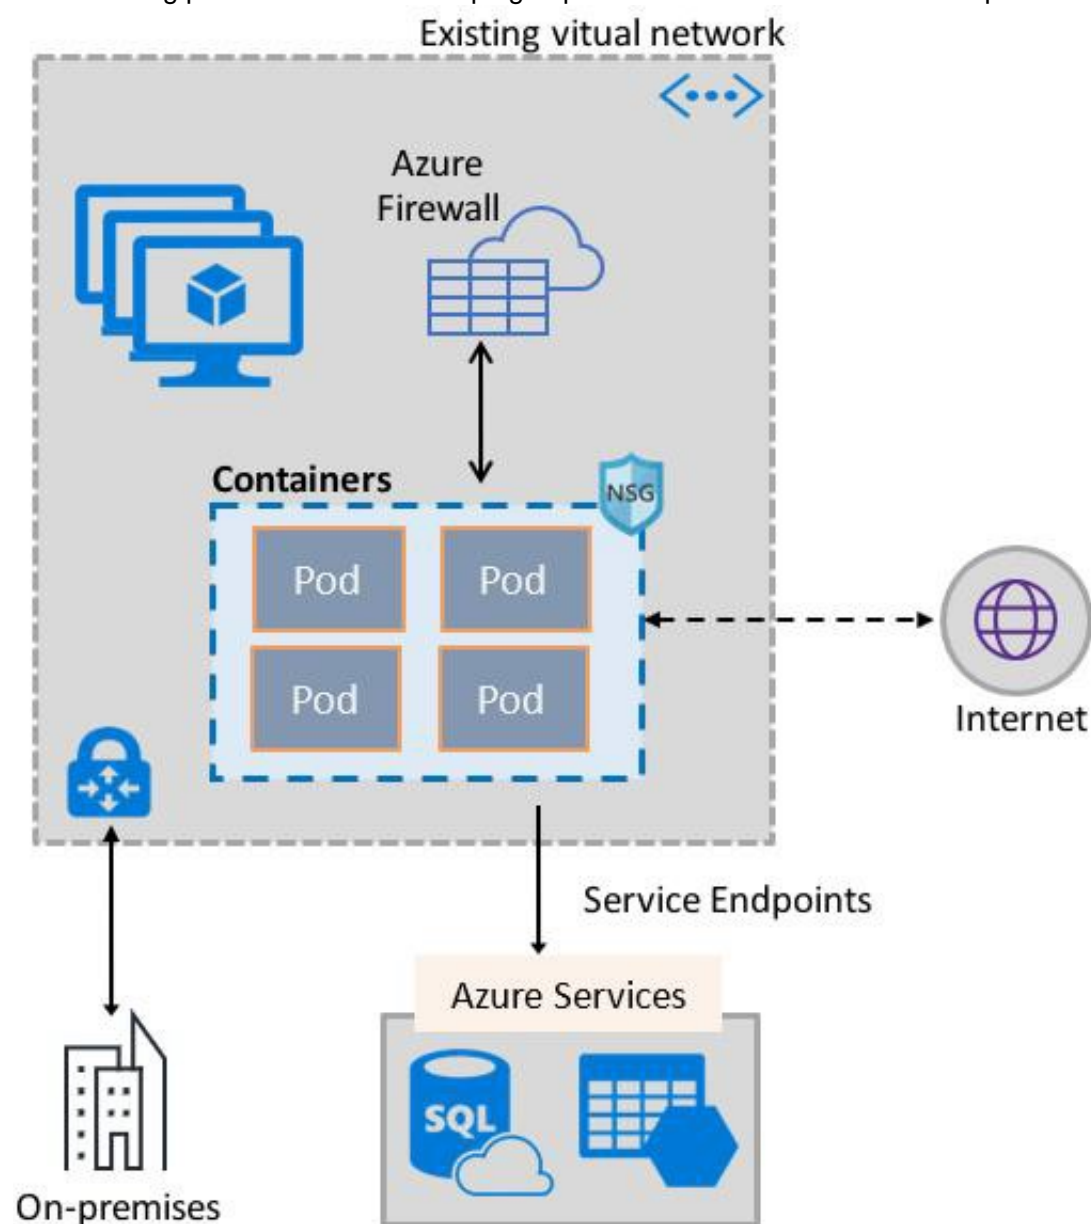 Existing vitual network
Azure
Firewall
Containers
NSG
Pod Pod
Pod Pod
Internet
Service Endpoints
Azure Services
SQL
On-premises